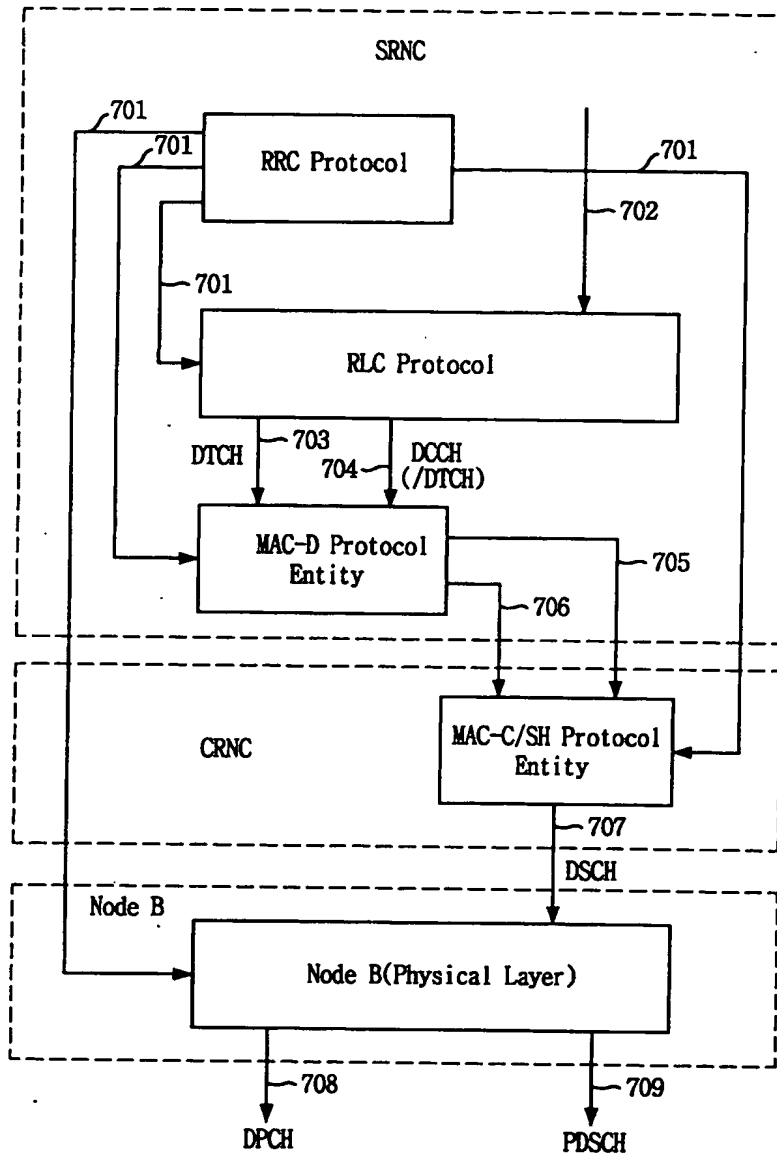 SRNC
701
701
RRC Protocol
701
702
701
RLC Protocol
DTCH
703
704
DCCH
(/DTCH)
MAC-D Protocol
Entity
705
706
CRNC
MAC-C/SH Protocol
Entity
707
DSCH
Node B
Node B(Physical Layer)
708
709
DPCH
PDSCH